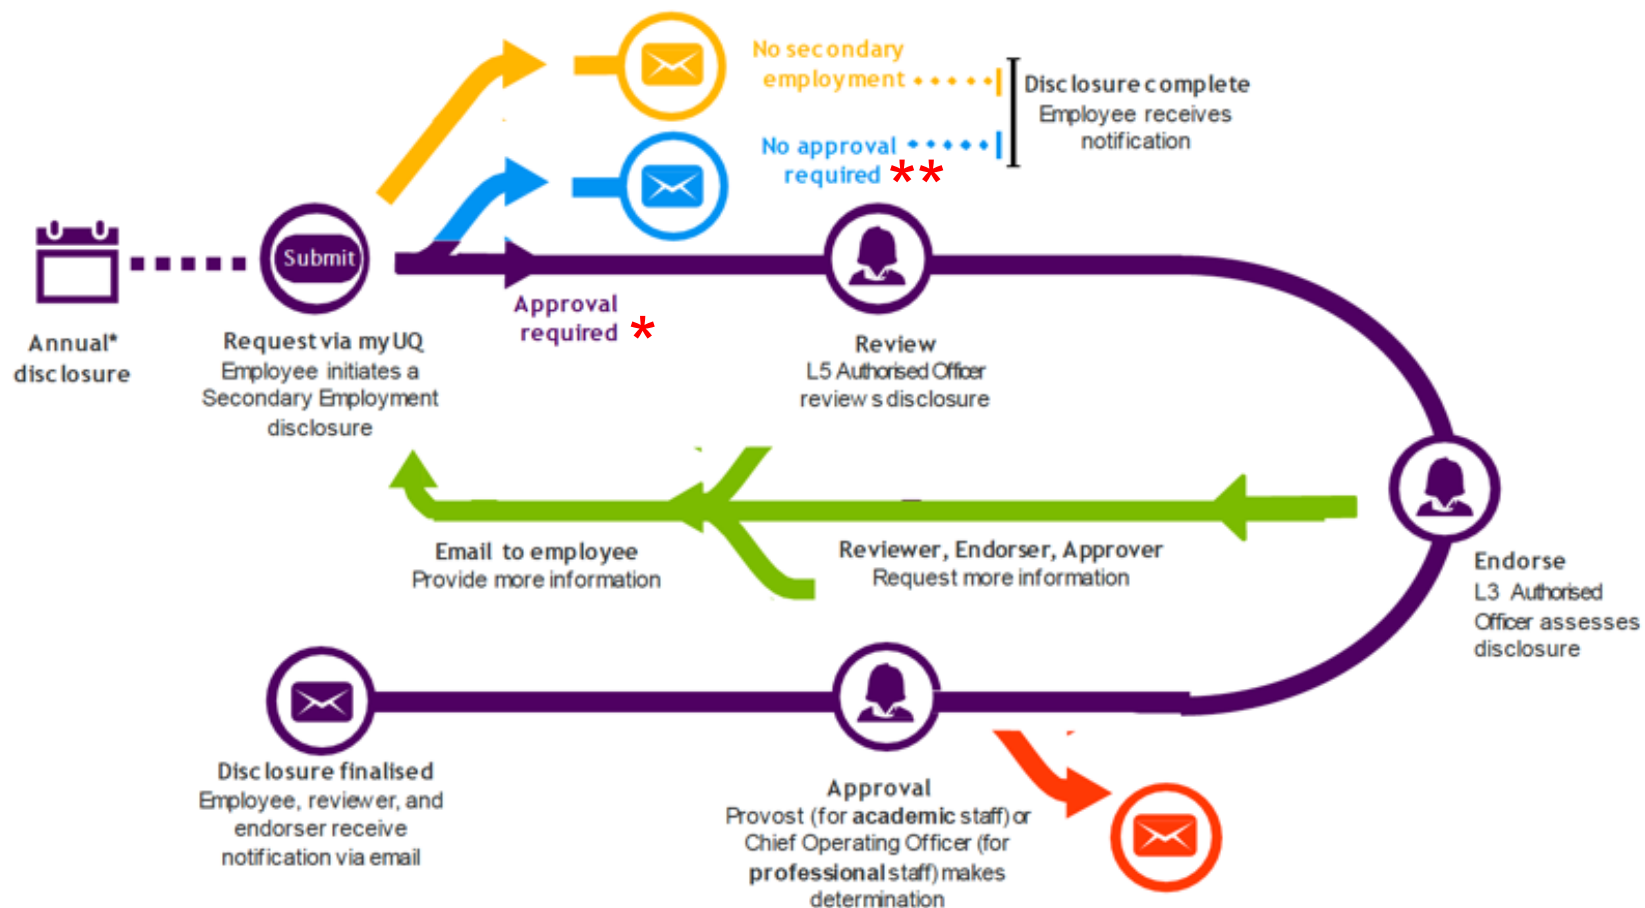 No secondary
employment
Disclosure complete
Employee receives
notification
No approval
required **
Submit
Approval
required *
Annual*
disclosure
Request via myUQ
Employee initiates a
Secondary Employment
disclosure
Review
L5 Authorised Officer
reviews disclosure
Email to employee
Provide more information
Reviewer, Endorser, Approver
Request more information
Endorse
L3 Authorised
Officer assesses
disclosure
Disclosure finalised
Employee, reviewer, and
endorser receive
notification via email
Approval
Provost (for academic staff) or
Chief Operating Officer (for
professional staff) makes
determination